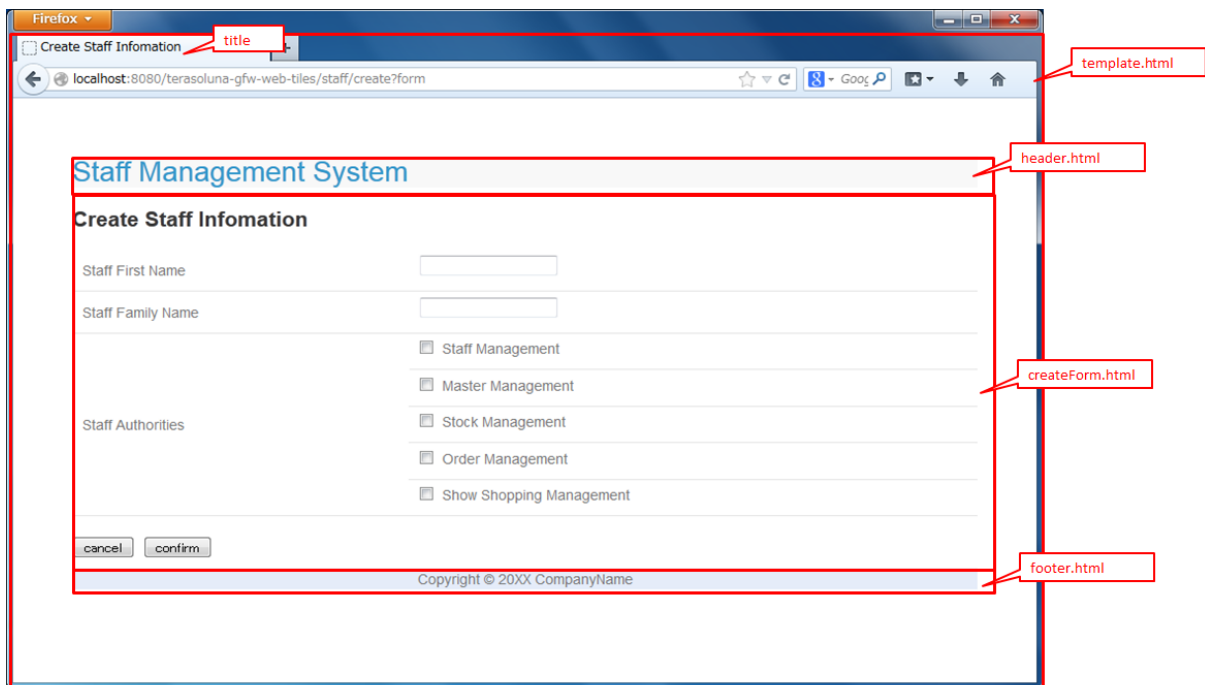 Firefox
Create Staff Infomation
title
localhost:8080/terasoluna-gfw-web-tiles/staff/create?form
Goog
template.html
Staff Management System
header.html
Create Staff Infomation
Staff First Name
Staff Family Name
Staff Authorities
Staff Management
Master Management
Stock Management
Order Management
Show Shopping Management
createForm.html
cancel confirm
Copyright © 20XX CompanyName
footer.html